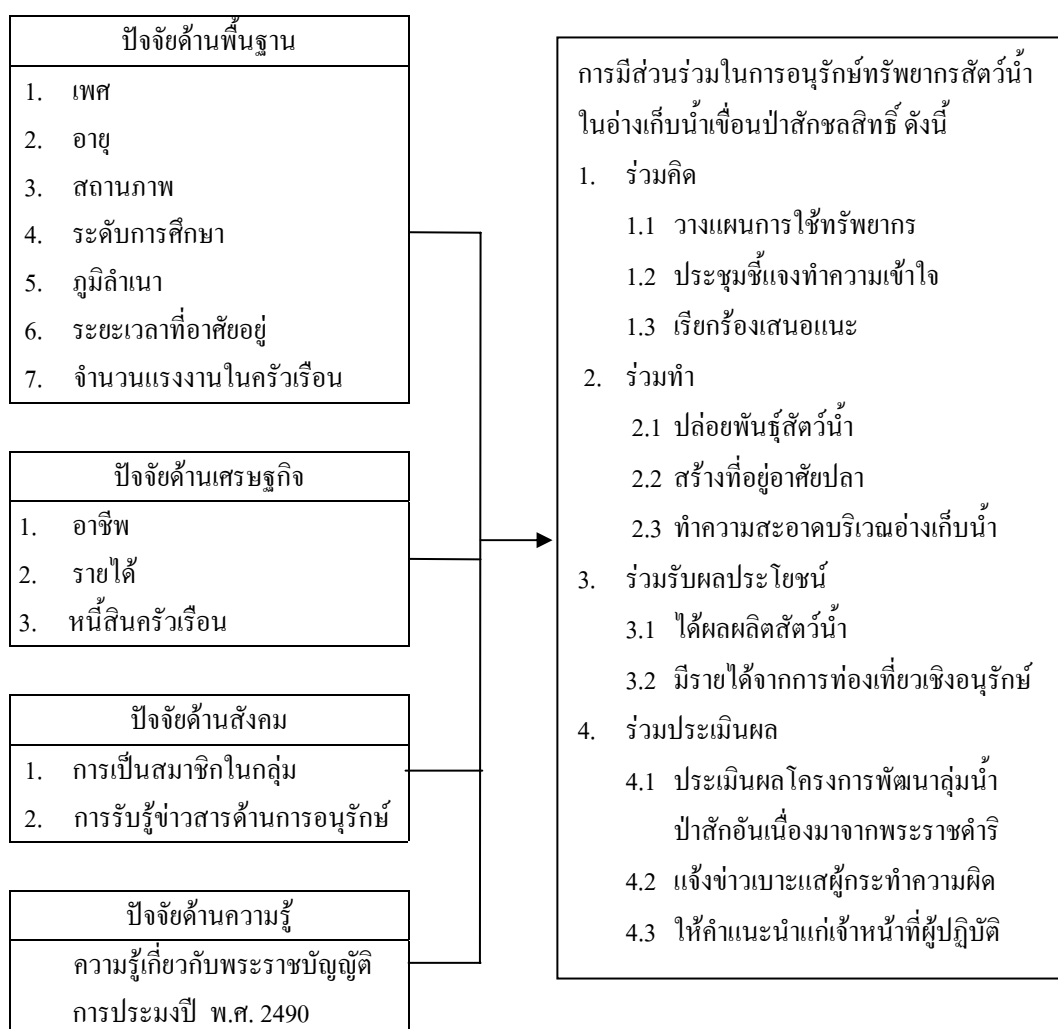 ปัจจัยด้านพื้นฐาน
1. เพศ
2. อายุ
3. สถานภาพ
4. ระดับการศึกษา
5. ภูมิลำเนา
6. ระยะเวลาที่อาศัยอยู่
7. จำนวนแรงงานในครัวเรือน
ปัจจัยด้านเศรษฐกิจ
1. อาชีพ
2. รายได้
3. หนี้สินครัวเรือน
ปัจจัยด้านสังคม
1. การเป็นสมาชิกในกลุ่ม
2. การรับรู้ข่าวสารด้านการอนุรักษ์
ปัจจัยด้านความรู้
ความรู้เกี่ยวกับพระราชบัญญัติ
การประมงปี พ.ศ. 2490
การมีส่วนร่วมในการอนุรักษ์ทรัพยากรสัตว์น้ำ
ในอ่างเก็บน้ำเขื่อนป่าสักชลสิทธิ์ ดังนี้
1. ร่วมคิด
1.1 วางแผนการใช้ทรัพยากร
1.2 ประชุมชี้แจงทำความเข้าใจ
1.3 เรียกร้องเสนอแนะ
2. ร่วมทำ
2.1 ปล่อยพันธุ์สัตว์น้ำ
2.2 สร้างที่อยู่อาศัยปลา
2.3 ทำความสะอาดบริเวณอ่างเก็บน้ำ
3. ร่วมรับผลประโยชน์
3.1 ได้ผลผลิตสัตว์น้ำ
3.2 มีรายได้จากการท่องเที่ยวเชิงอนุรักษ์
4. ร่วมประเมินผล
4.1 ประเมินผลโครงการพัฒนาลุ่มน้ำ
ป่าสักอันเนื่องมาจากพระราชดำริ
4.2 แจ้งข่าวเบาะแสผู้กระทำความผิด
4.3 ให้คำแนะนำแก่เจ้าหน้าที่ผู้ปฏิบัติ